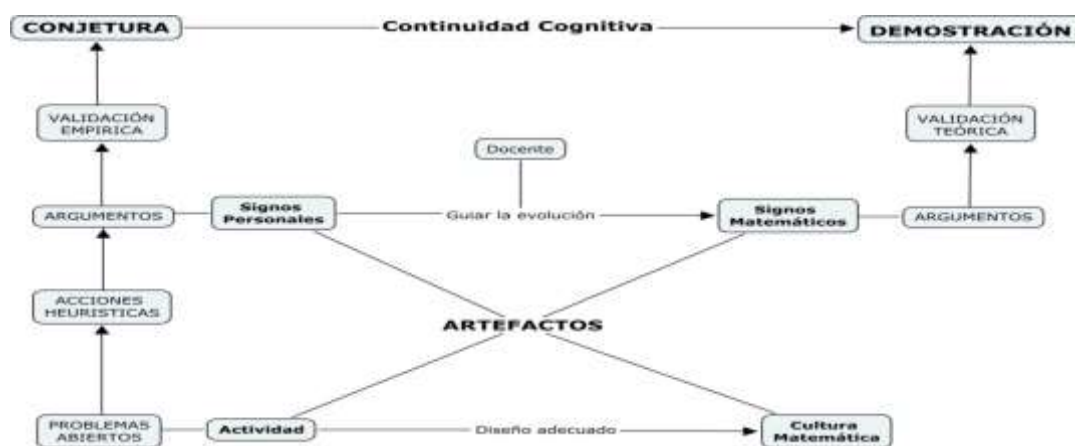 CONJETURA
Continuidad Cognitiva
DEMOSTRACIÓN
VALIDACIÓN
EMPÍRICA
VALIDACIÓN
TEÓRICA
Docente
ARGUMENTOS
Signos
Personales
Guiar la evolución
Signos
Matemáticos
ARGUMENTOS
ACCIONES
HEURISTICAS
ARTEFACTOS
PROBLEMAS
ABIERTOS
Actividad
Diseño adecuado
Cultura
Matemática